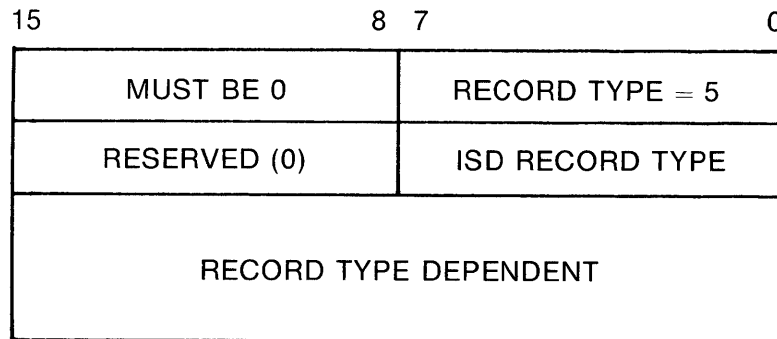 15 8 7 0
MUST BE 0 RECORD TYPE = 5
RESERVED (0) ISD RECORD TYPE
RECORD TYPE DEPENDENT